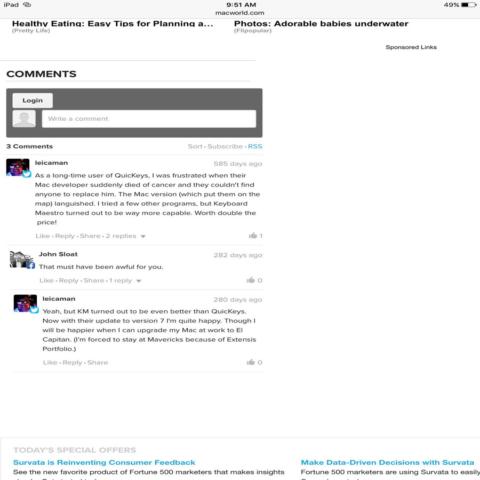 iPad 9:51 AM 49%
macworld.com
Healthy Eating: Easy Tips for Planning a... Photos: Adorable babies underwater
(Pretty Life) (Flipopular)
Sponsored Links
COMMENTS
Login
Write a comment
3 Comments Sort • Subscribe • RSS
leicaman 585 days ago
As a long-time user of QuicKeys, I was frustrated when their
Mac developer suddenly died of cancer and they couldn't find
anyone to replace him. The Mac version (which put them on the
map) languished. I tried a few other programs, but Keyboard
Maestro turned out to be way more capable. Worth double the
price!
Like • Reply • Share • 2 replies 1
John Sloat 282 days ago
That must have been awful for you.
Like • Reply • Share • 1 reply 0
leicaman 280 days ago
Yeah, but KM turned out to be even better than QuicKeys.
Now with their update to version 7 I'm quite happy. Though I
will be happier when I can upgrade my Mac at work to El
Capitan. (I'm forced to stay at Mavericks because of Extensis
Portfolio.)
Like • Reply • Share 0
TODAY'S SPECIAL OFFERS
Survata is Reinventing Consumer Feedback Make Data-Driven Decisions with Survata
See the new favorite product of Fortune 500 marketers that makes insights Fortune 500 marketers are using Survata to easily